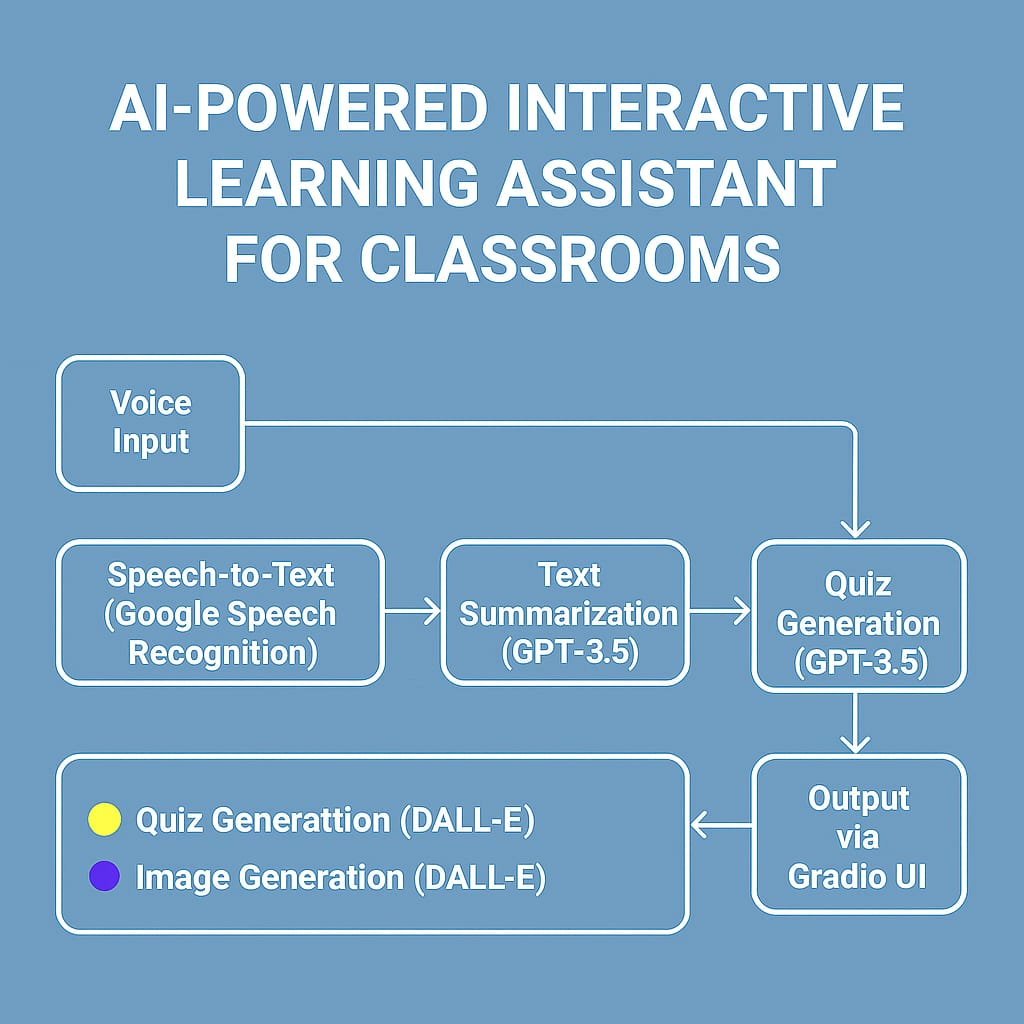 AI-POWERED INTERACTIVE
LEARNING ASSISTANT
FOR CLASSROOMS
Voice
Input
Speech-to-Text
(Google Speech
Recognition)
Text
Summarization
(GPT-3.5)
Quiz
Generation
(GPT-3.5)
Quiz Generattion (DALL-E)
Image Generation (DALL-E)
Output
via
Gradio UI